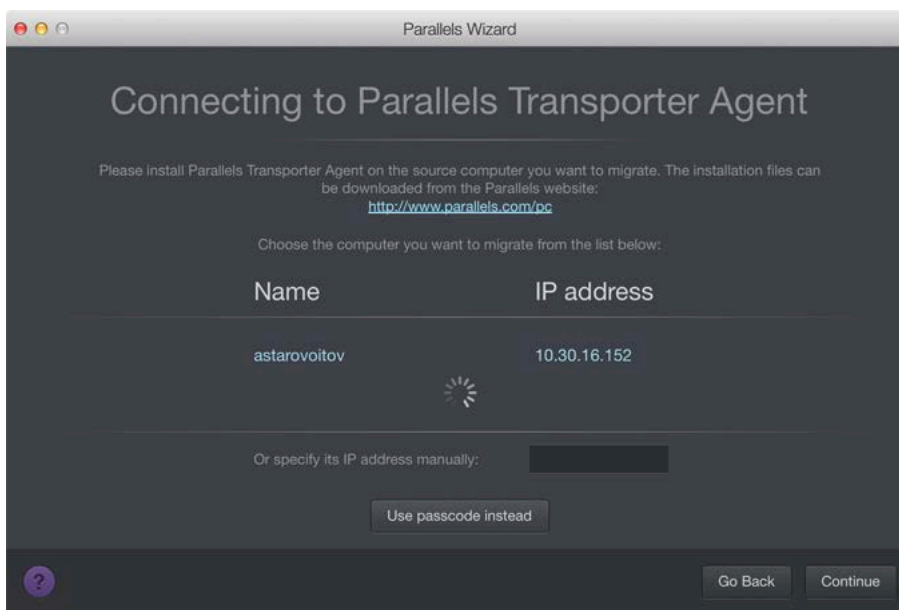 Parallels Wizard
Connecting to Parallels Transporter Agent
Please install Parallels Transporter Agent on the source computer you want to migrate. The installation files can
be downloaded from the Parallels website:
http://www.parallels.com/pc
Choose the computer you want to migrate from the list below:
Name IP address
astarovoitov 10.30.16.152
Or specify its IP address manually:
Use passcode instead
? Go Back Continue